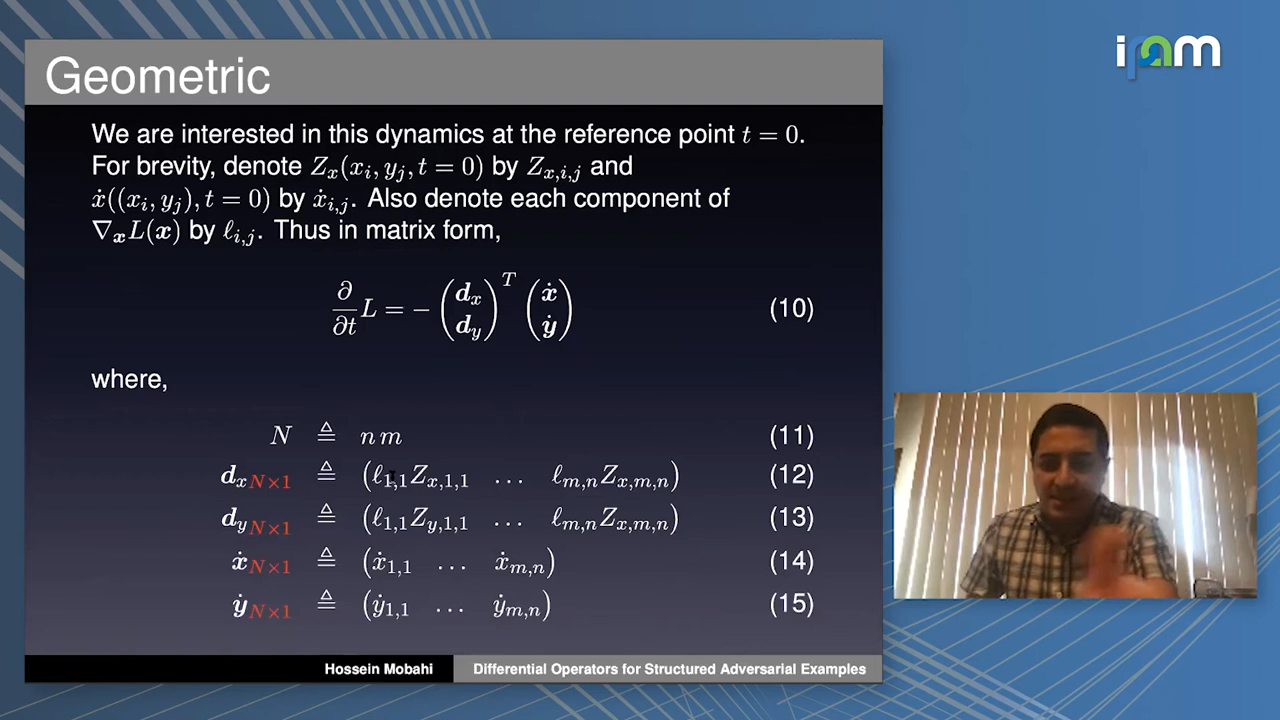 ipam
Geometric
We are interested in this dynamics at the reference point t = 0.
For brevity, denote Z_x(x_i, y_j, t = 0) by Z_{x,i,j} and
ẋ((x_i, y_j), t = 0) by ẋ_{i,j}. Also denote each component of
∇_x L(x) by ℓ_{i,j}. Thus in matrix form,
∂/∂t L = − (d_x d_y)^T (ẋ ẏ) (10)
where,
N ≜ n m (11)
d_{x N×1} ≜ (ℓ_{1,1}Z_{x,1,1} … ℓ_{m,n}Z_{x,m,n}) (12)
d_{y N×1} ≜ (ℓ_{1,1}Z_{y,1,1} … ℓ_{m,n}Z_{x,m,n}) (13)
ẋ_{N×1} ≜ (ẋ_{1,1} … ẋ_{m,n}) (14)
ẏ_{N×1} ≜ (ẏ_{1,1} … ẏ_{m,n}) (15)
Hossein Mobahi Differential Operators for Structured Adversarial Examples